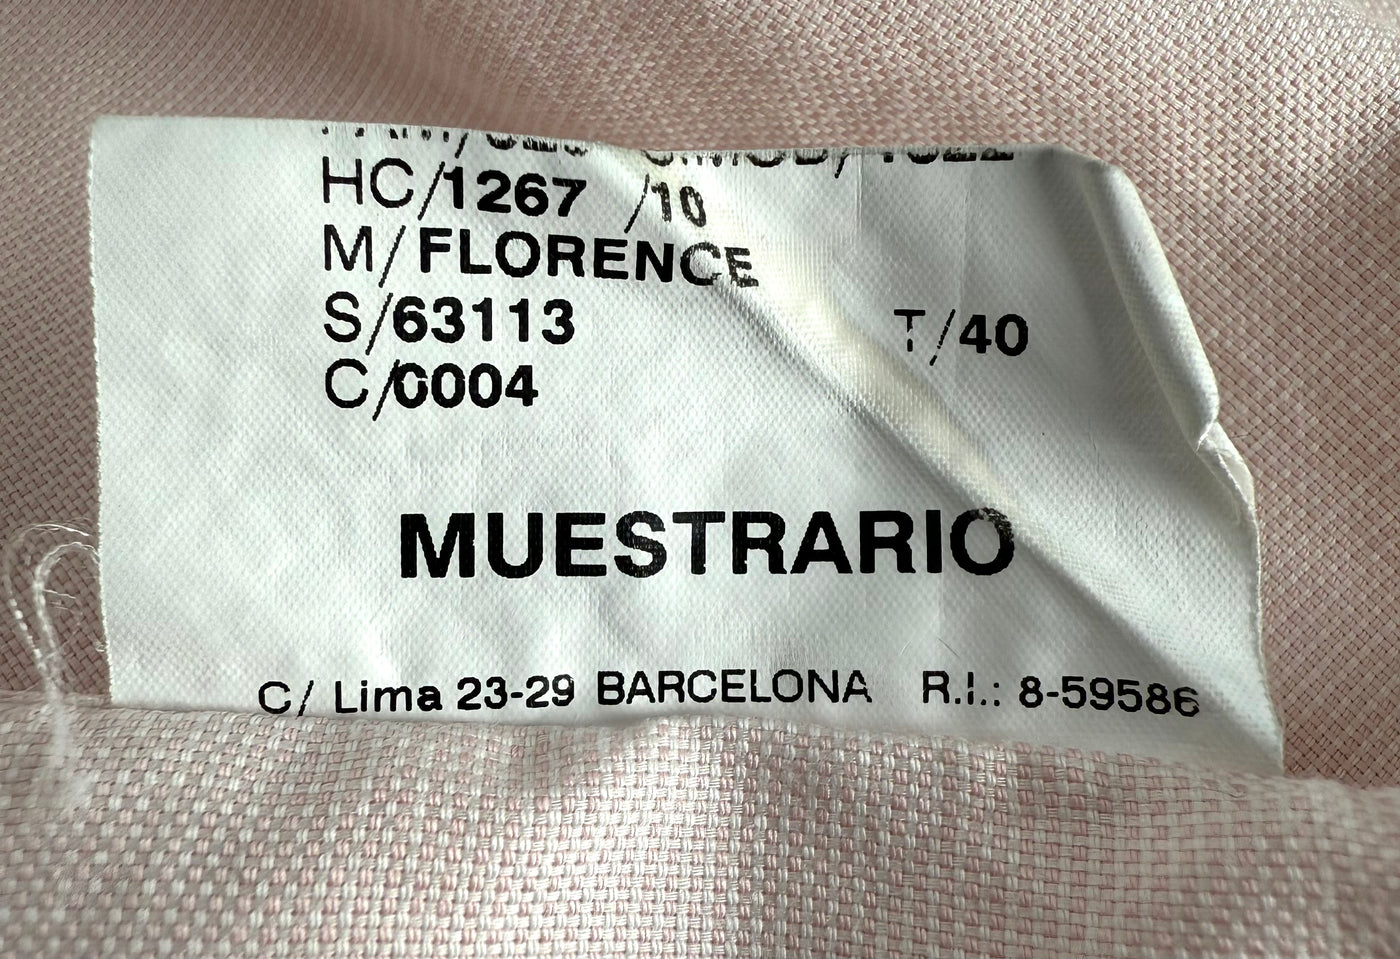 HC/1267 /10
M/FLORENCE
S/63113 T/40
C/0004
MUESTRARIO
C/ Lima 23-29 BARCELONA R.I.: 8-59586